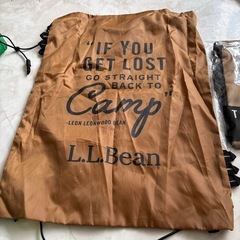 "IF YOU
GET LOST
GO STRAIGHT
BACK TO
Camp"
-LEON LEONWOOD BEAN
L.L.Bean